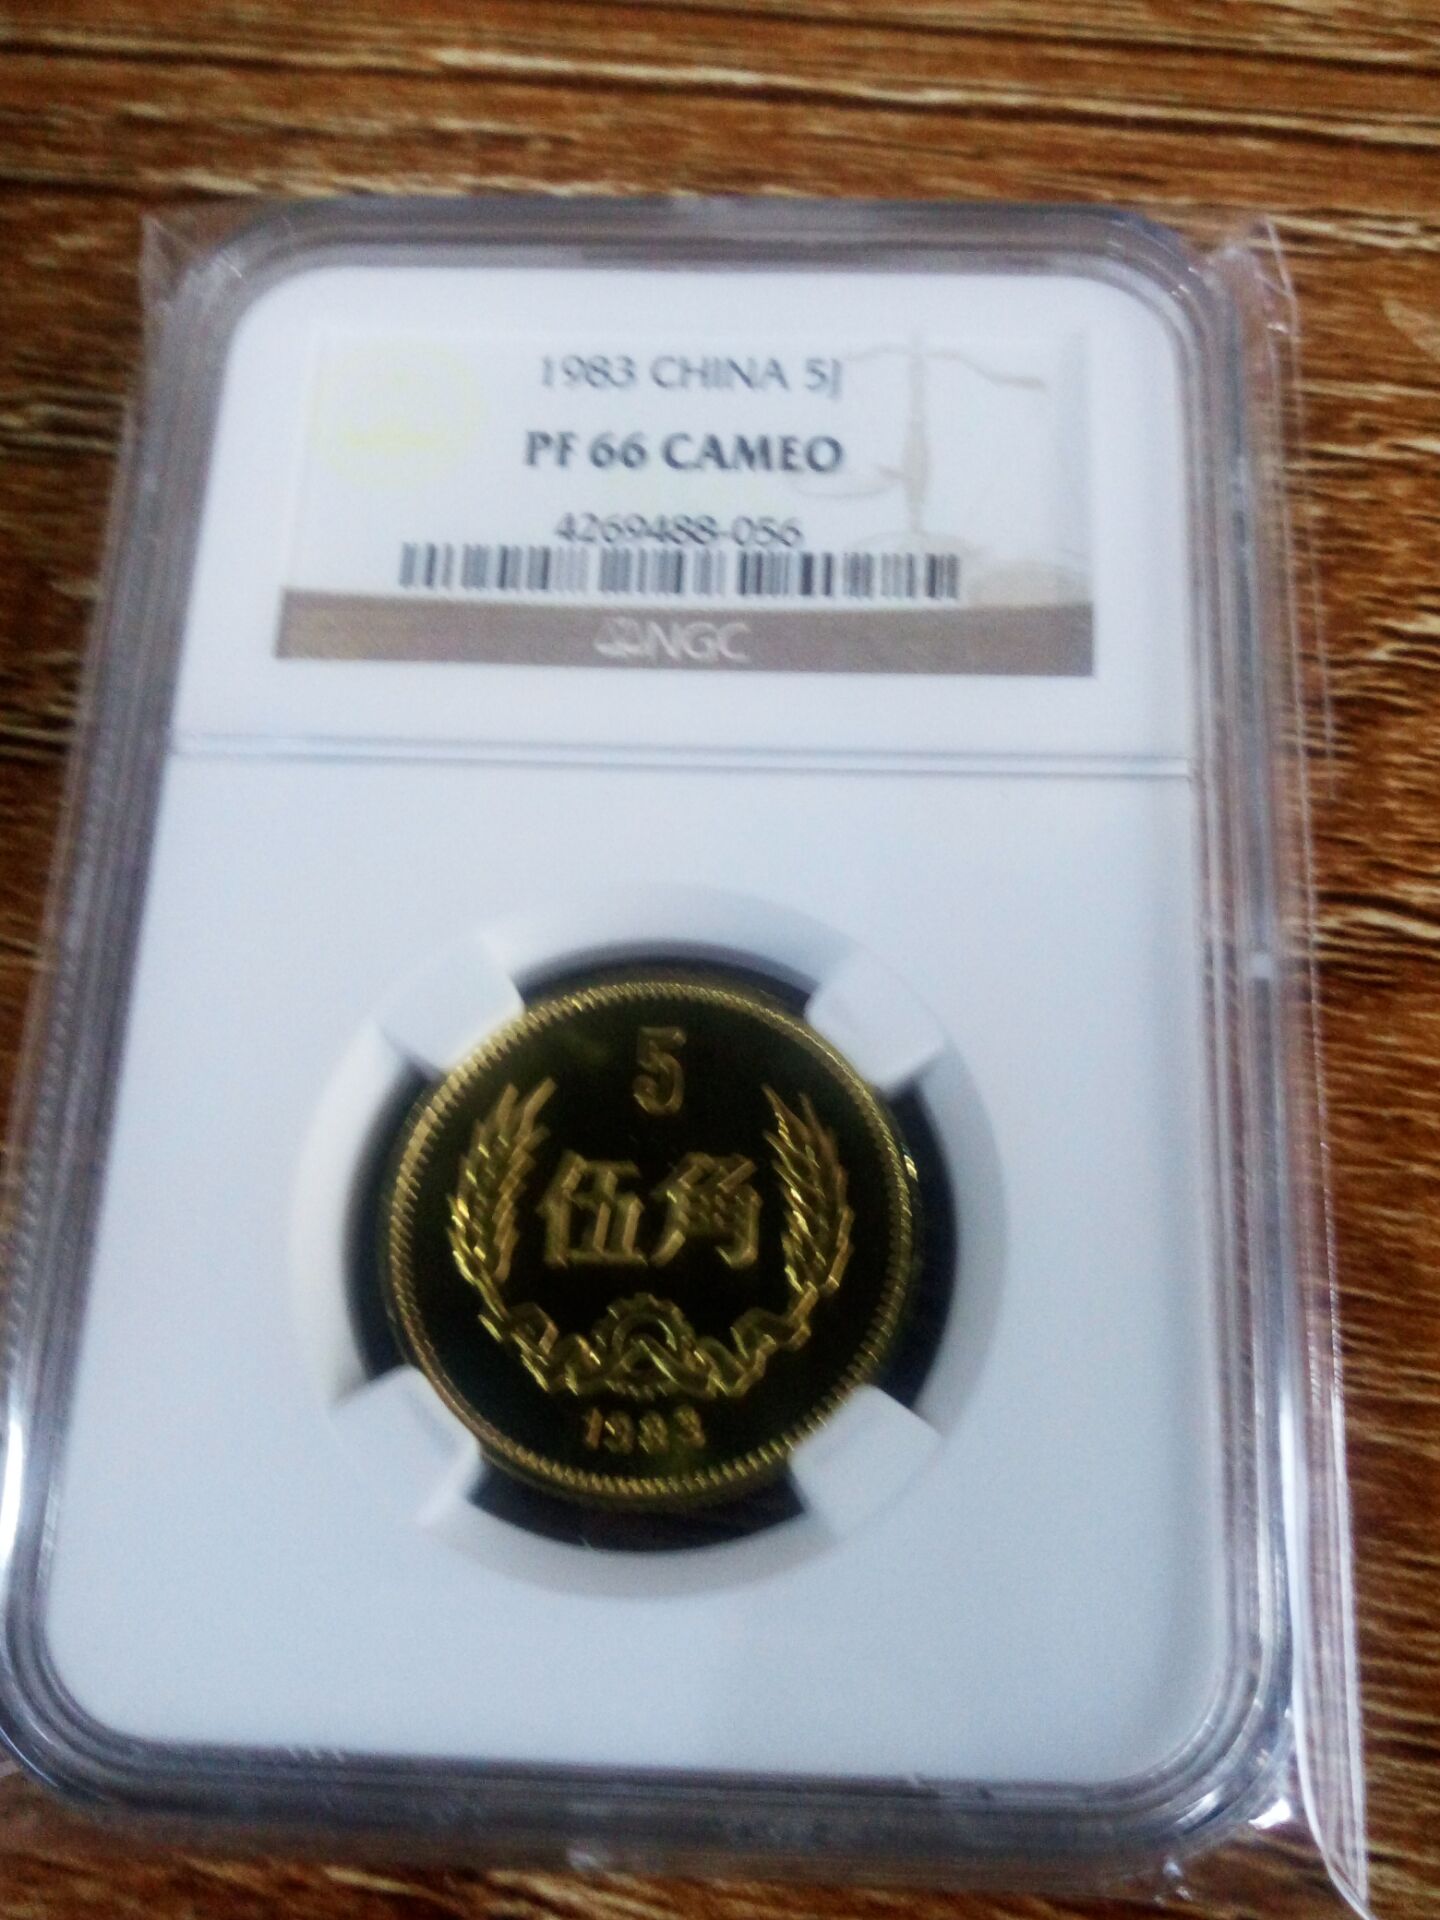 1983 CHINA 5J
PF 66 CAMEO
4269488-056
NGC
5
伍角
1983